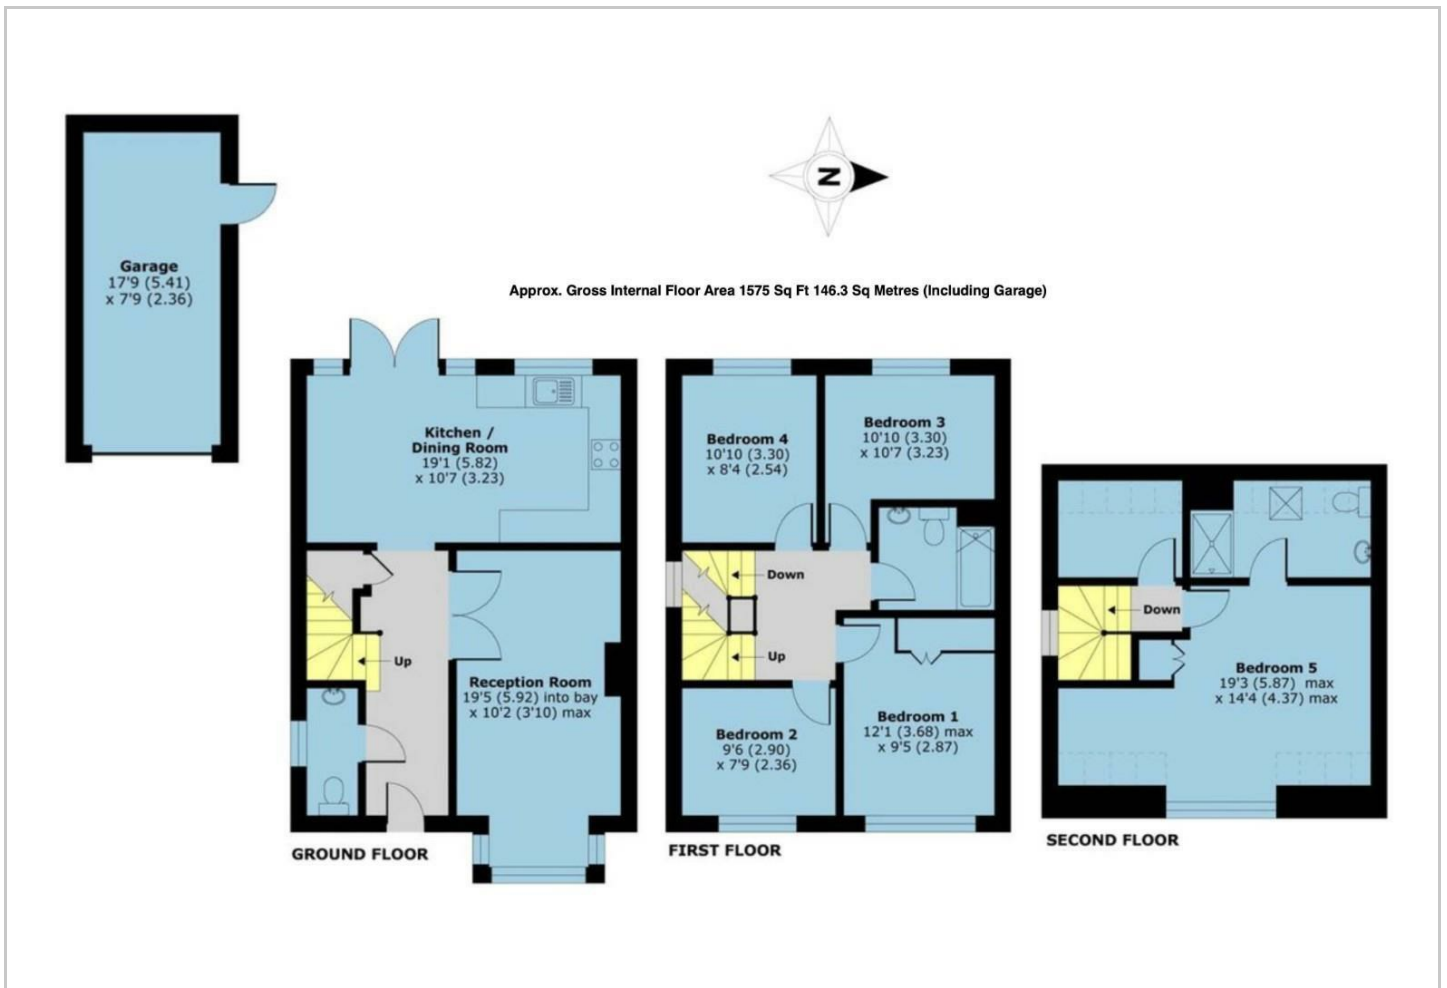 N
Approx. Gross Internal Floor Area 1575 Sq Ft 146.3 Sq Metres (Including Garage)
Garage
17'9 (5.41)
x 7'9 (2.36)
Kitchen /
Dining Room
19'1 (5.82)
x 10'7 (3.23)
Up
Reception Room
19'5 (5.92) into bay
x 10'2 (3'10) max
GROUND FLOOR
Bedroom 4
10'10 (3.30)
x 8'4 (2.54)
Bedroom 3
10'10 (3.30)
x 10'7 (3.23)
Down
Up
Bedroom 2
9'6 (2.90)
x 7'9 (2.36)
Bedroom 1
12'1 (3.68) max
x 9'5 (2.87)
FIRST FLOOR
Down
Bedroom 5
19'3 (5.87) max
x 14'4 (4.37) max
SECOND FLOOR